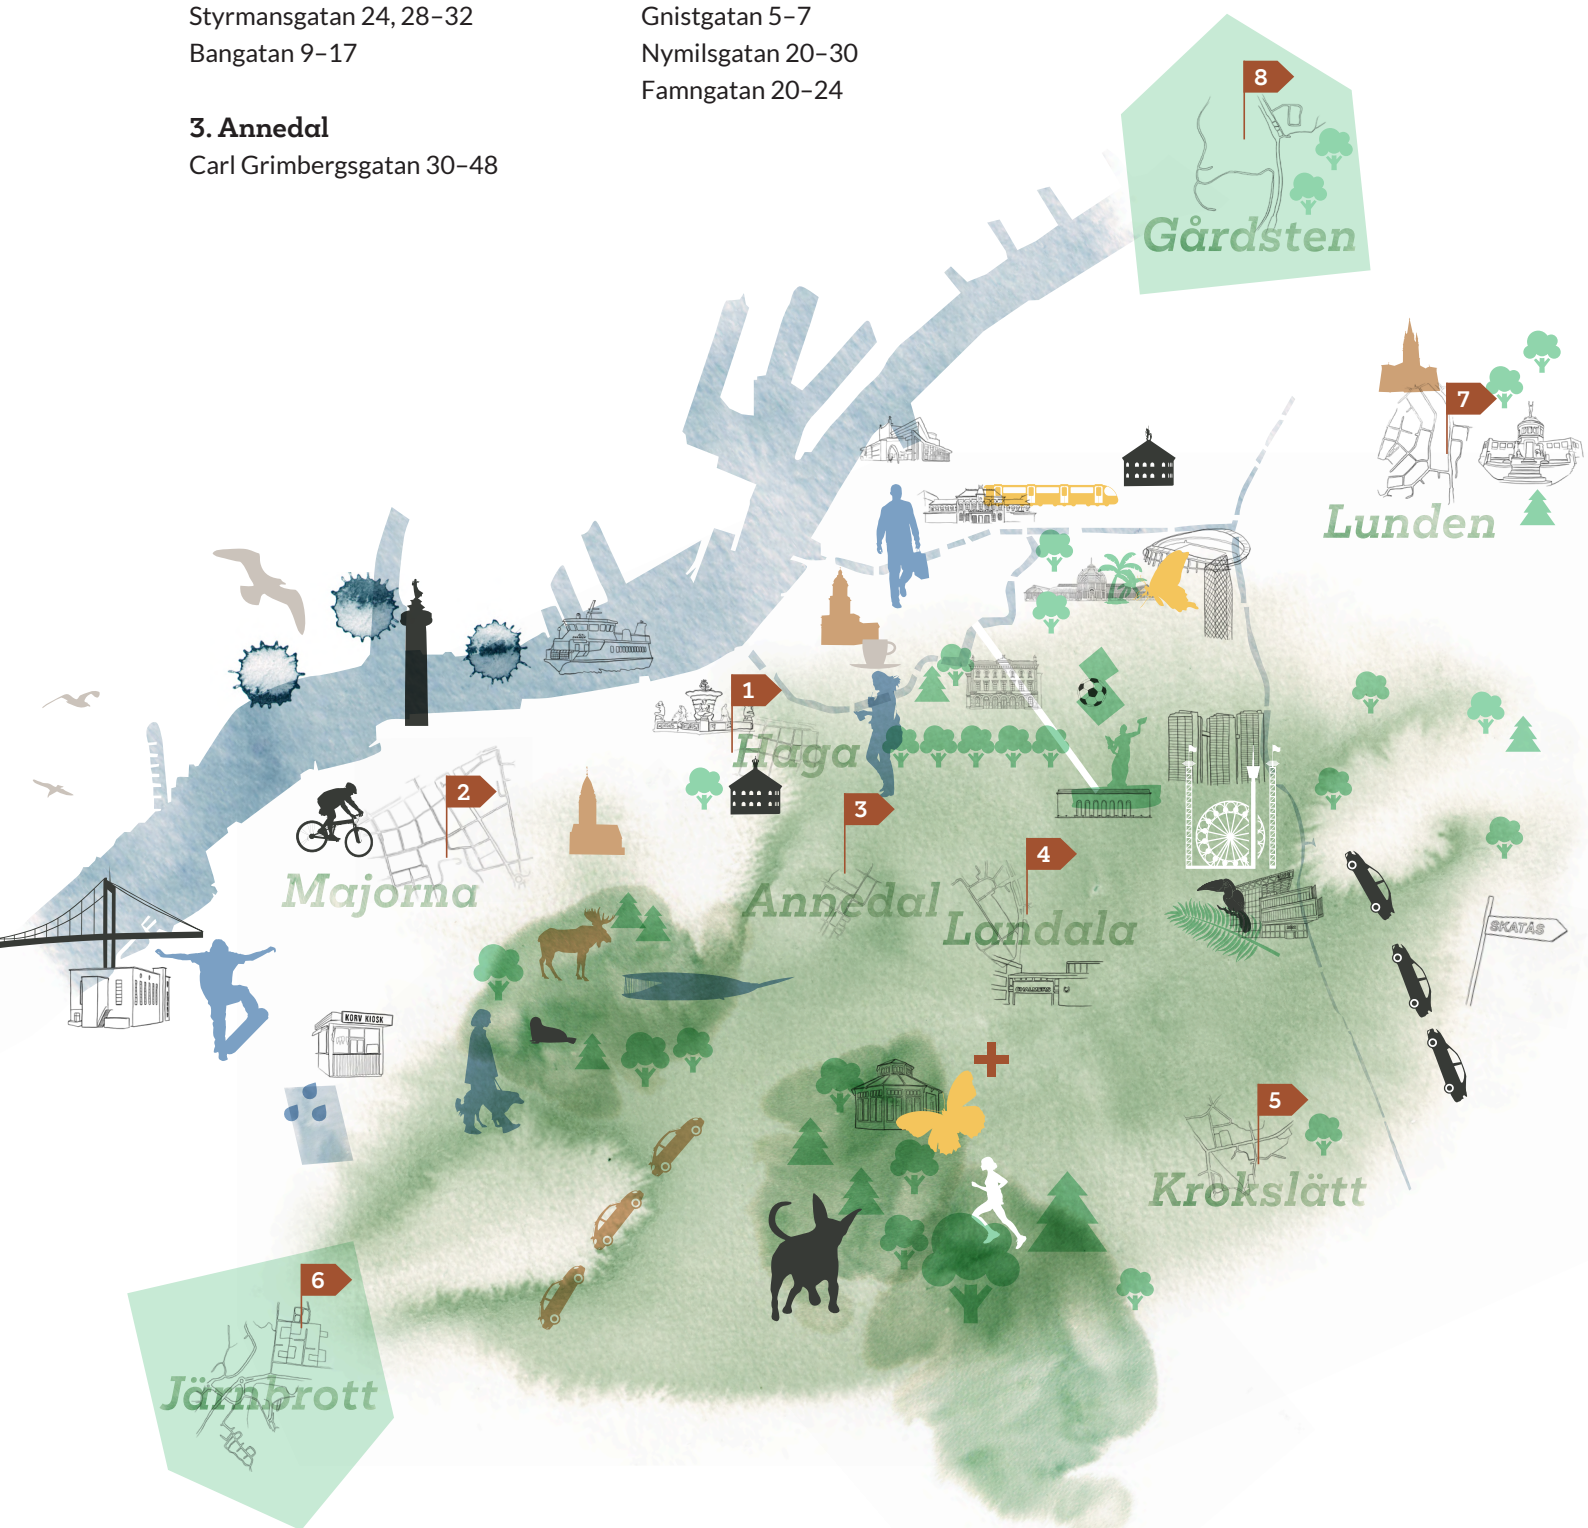 Styrmansgatan 24, 28–32
Bangatan 9–17
3. Annedal
Carl Grimbergsgatan 30–48
Gnistgatan 5–7
Nymilsgatan 20–30
Famngatan 20–24
8
Gårdsten
7
Lunden
1
Haga
2
Majorna
3
Annedal
4
Landala
SKATÅS
CHALMERS
KORV KIOSK
5
Krokslätt
6
Järnbrott